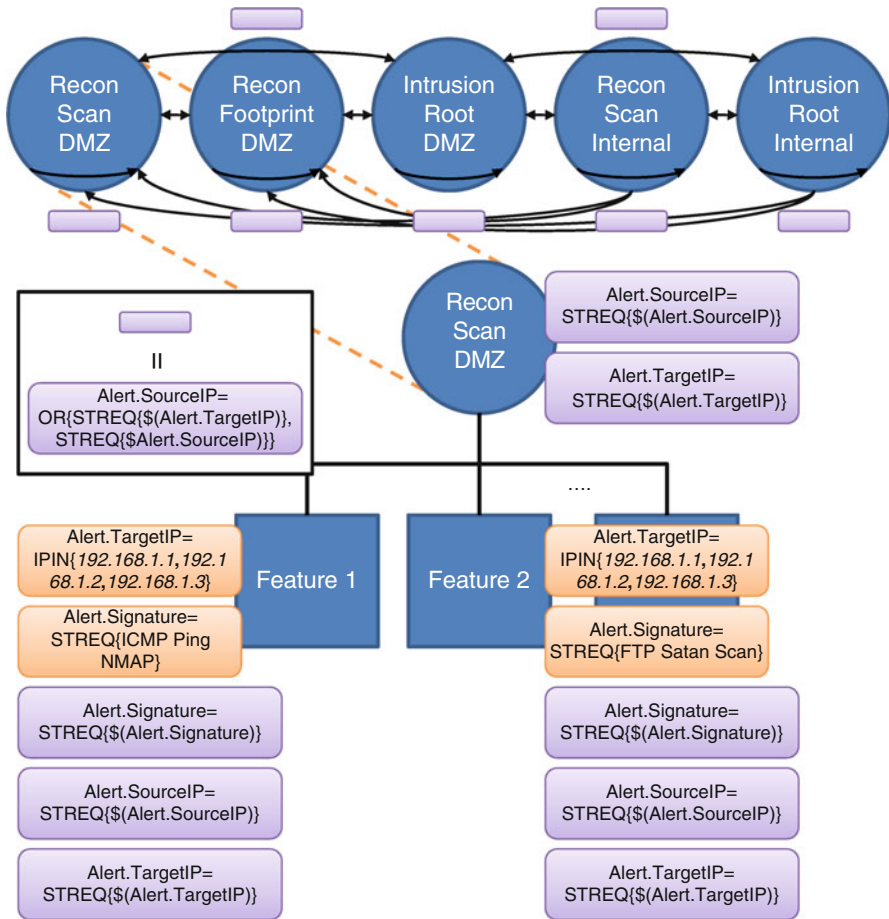 Recon
Scan
DMZ
Recon
Footprint
DMZ
Intrusion
Root
DMZ
Recon
Scan
Internal
Intrusion
Root
Internal
Recon
Scan
DMZ
Alert.SourceIP=
STREQ{$(Alert.SourceIP)}
Alert.TargetIP=
STREQ{$(Alert.TargetIP)}
=
Alert.SourceIP=
OR{STREQ{$(Alert.TargetIP)},
STREQ{$Alert.SourceIP)}}
....
Alert.TargetIP=
IPIN{192.168.1.1,192.1
68.1.2,192.168.1.3}
Alert.Signature=
STREQ{ICMP Ping
NMAP}
Feature 1
Feature 2
Alert.TargetIP=
IPIN{192.168.1.1,192.1
68.1.2,192.168.1.3}
Alert.Signature=
STREQ{FTP Satan Scan}
Alert.Signature=
STREQ{$(Alert.Signature)}
Alert.SourceIP=
STREQ{$(Alert.SourceIP)}
Alert.TargetIP=
STREQ{$(Alert.TargetIP)}
Alert.Signature=
STREQ{$(Alert.Signature)}
Alert.SourceIP=
STREQ{$(Alert.SourceIP)}
Alert.TargetIP=
STREQ{$(Alert.TargetIP)}